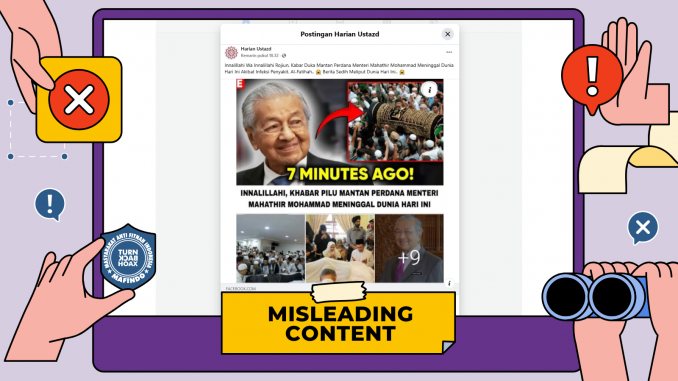 Postingan Harian Ustazd
Harian Ustazd
Kemarin pukul 18.32
Innalillahi Wa Innalillahi Rojiun, Kabar Duka Mantan Perdana Menteri Mahathir Mohammad Meninggal Dunia
Hari Ini Akibat Infeksi Penyakit. Al-Fatihah.. Berita Sedih Meliput Dunia Hari Ini..
E
7 MINUTES AGO!
INNALILLAHI, KHABAR PILU MANTAN PERDANA MENTERI
MAHATHIR MOHAMMAD MENINGGAL DUNIA HARI INI
+9
FACEBOOK.COM
MASYARAKAT ANTI FITNAH INDONESIA
TURN
BACK
HOAX
MAFINDO
MISLEADING
CONTENT